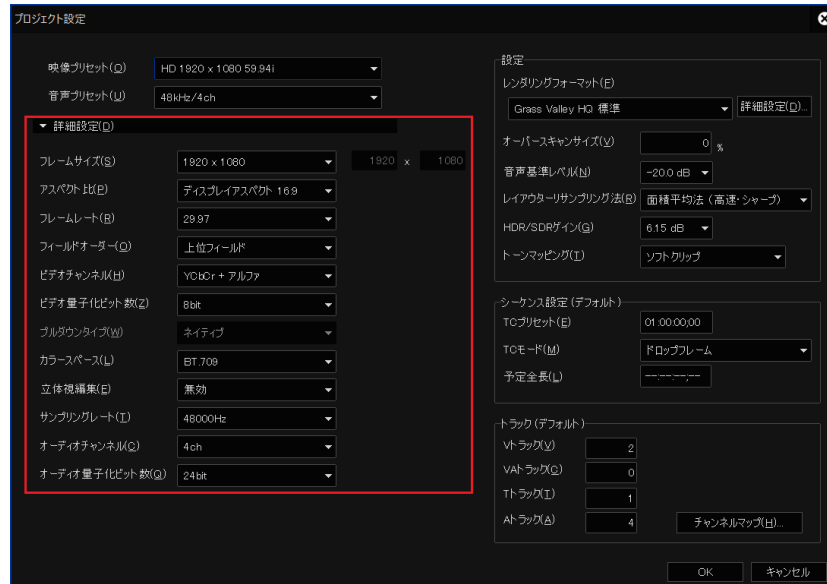 プロジェクト設定
映像プリセット(O) HD 1920 x 1080 59.94i
音声プリセット(U) 48kHz/4ch
詳細設定(D)
フレームサイズ(S) 1920 x 1080 1920 x 1080
アスペクト比(P) ディスプレイアスペクト 16:9
フレームレート(R) 29.97
フィールドオーダー(O) 上位フィールド
ビデオチャンネル(H) YCbCr + アルファ
ビデオ量子化ビット数(Z) 8bit
プルダウンタイプ(W) ネイティブ
カラースペース(L) BT.709
立体視編集(E) 無効
サンプリングレート(T) 48000Hz
オーディオチャンネル(C) 4ch
オーディオ量子化ビット数(Q) 24bit
設定
レンダリングフォーマット(F)
Grass Valley HQ 標準 詳細設定(D)...
オーバースキャンサイズ(V) 0 %
音声基準レベル(N) -20.0 dB
レイアウターリサンプリング法(R) 面積平均法（高速・シャープ）
HDR/SDRゲイン(G) 6.15 dB
トーンマッピング(T) ソフトクリップ
シーケンス設定(デフォルト)
TCプリセット(E) 01:00:00;00
TCモード(M) ドロップフレーム
予定全長(L) --:--:--;--
トラック(デフォルト)
Vトラック(V) 2
VAトラック(C) 0
Tトラック(T) 1
Aトラック(A) 4 チャンネルマップ(H)...
OK キャンセル